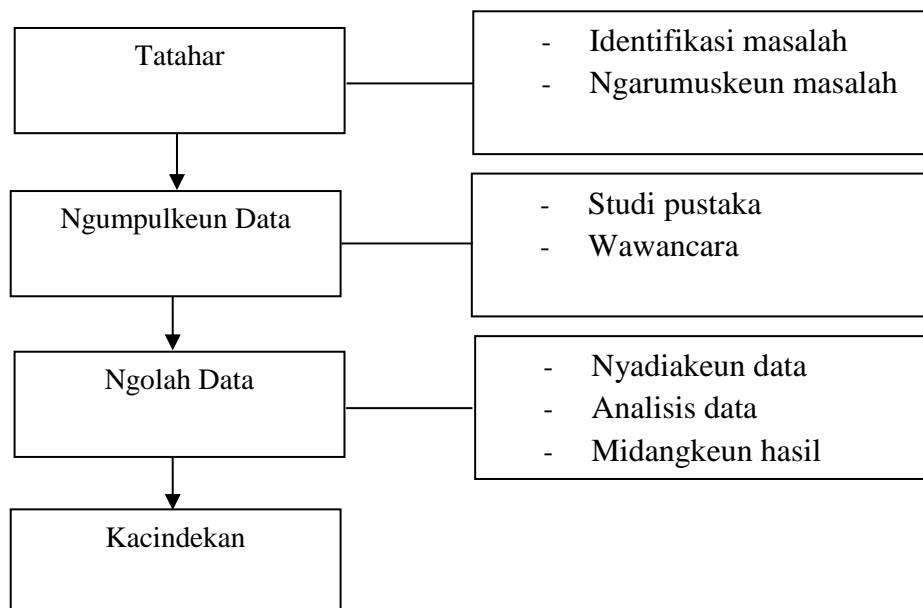 Tatahar
- Identifikasi masalah
- Ngarumuskeun masalah
Ngumpulkeun Data
- Studi pustaka
- Wawancara
Ngolah Data
- Nyadiakeun data
- Analisis data
- Midangkeun hasil
Kacindekan